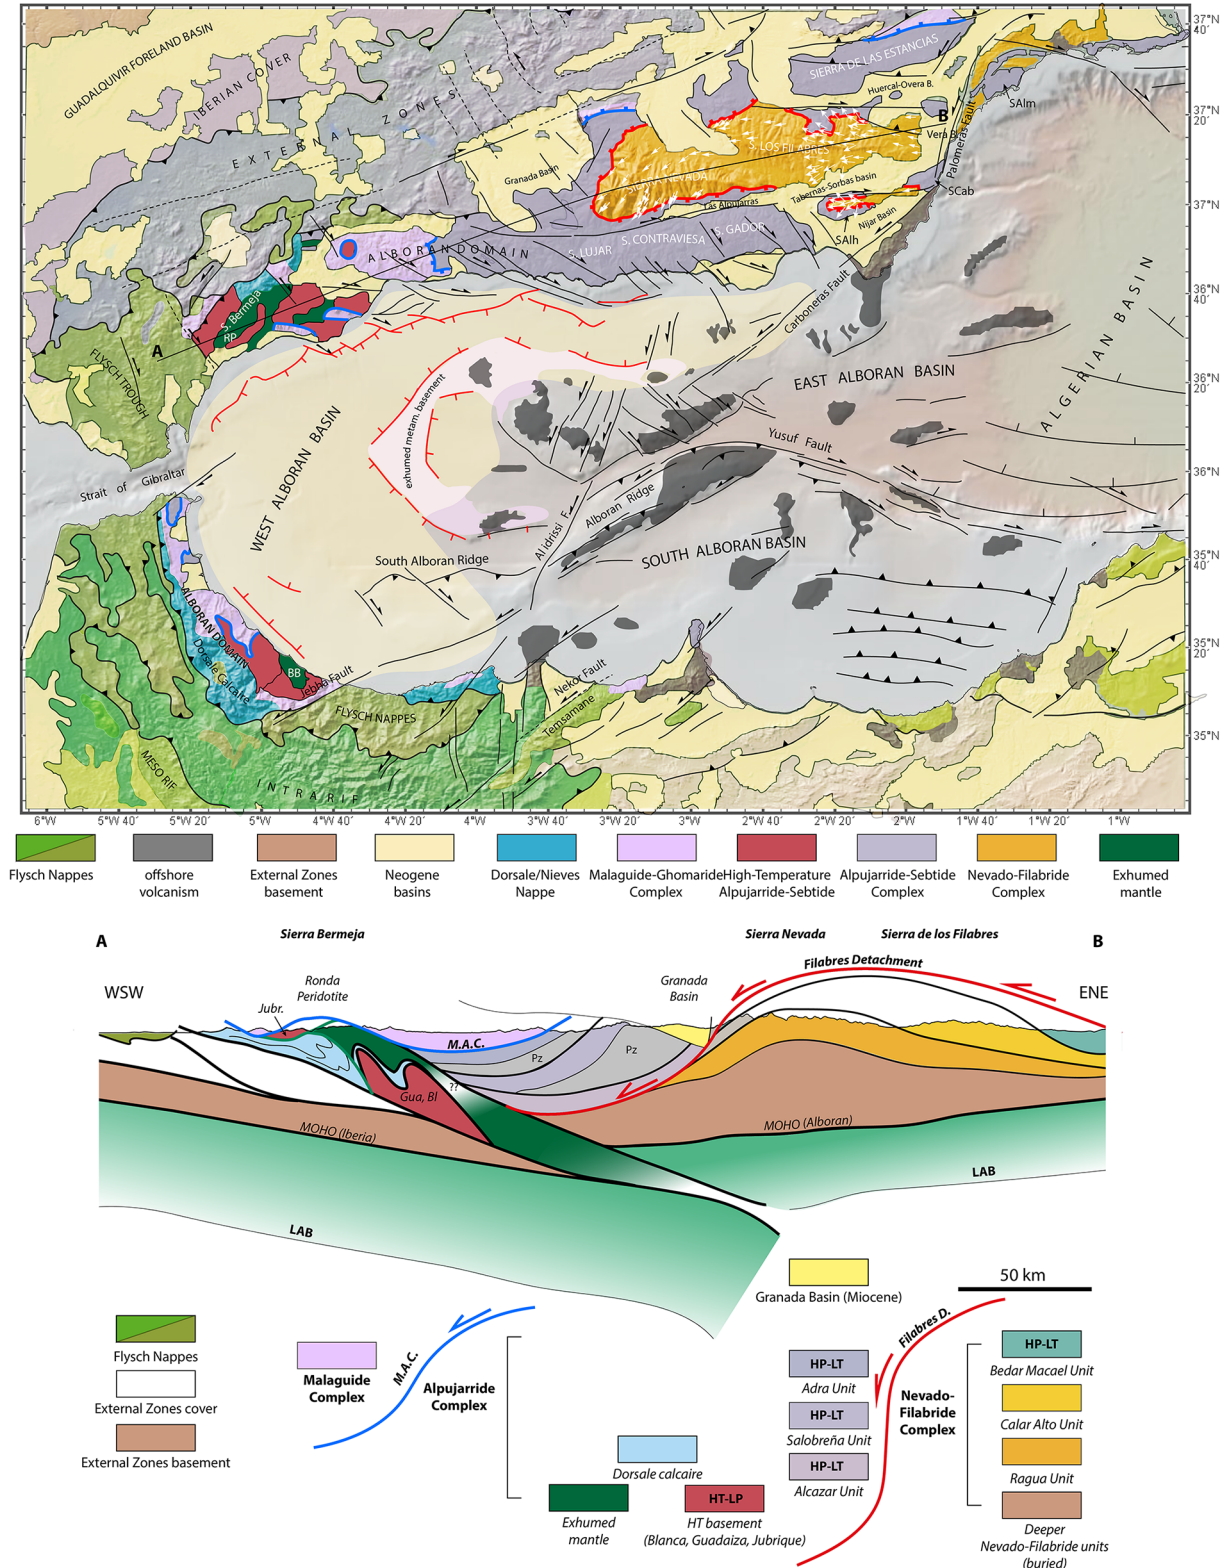 37°N
40´
GUADALQUIVIR FORELAND BASIN
IBERIAN COVER
SIERRA DE LAS ESTANCIAS
Huercal-Overa B.
SAlm
37°N
20´
EXTERNAL ZONES
B
Vera B.
Palomeras Fault
S. LOS FILABRES
Granada Basin
SIERRA NEVADA
Tabernas-Sorbas basin
SCab
Las Alpujarras
Nijar Basin
37°N
SAlh
S. GADOR
S. CONTRAVIESA
S. LUJAR
ALBORAN DOMAIN
36°N
40´
Carboneras Fault
S. Bermeja
RP
A
FLYSCH TROUGH
ALGERIAN BASIN
EAST ALBORAN BASIN
36°N
20´
exhumed metam. basement
WEST ALBORAN BASIN
Yusuf Fault
Strait of Gibraltar
36°N
Alboran Ridge
Al idrissi F.
South Alboran Ridge
SOUTH ALBORAN BASIN
35°N
40´
ALBORAN DOMAIN
Dorsale Calcaire
BB
Jebha Fault
35°N
20´
Nekor Fault
FLYSCH NAPPES
Temsamane
35°N
MESO RIF
INTRARIF
6°W
5°W 40´
5°W 20´
5°W
4°W 40´
4°W 20´
4°W
3°W 40´
3°W 20´
3°W
2°W 40´
2°W 20´
2°W
1°W 40´
1°W 20´
1°W
Flysch Nappes
offshore
volcanism
External Zones
basement
Neogene
basins
Dorsale/Nieves
Nappe
Malaguide-Ghomaride
Complex
High-Temperature
Alpujarride-Sebtide
Alpujarride-Sebtide
Complex
Nevado-Filabride
Complex
Exhumed
mantle
A
Sierra Bermeja
Sierra Nevada
Sierra de los Filabres
B
Filabres Detachment
WSW
Ronda
Peridotite
Granada
Basin
ENE
Jubr.
M.A.C.
Pz
Pz
??
Gua, Bl
MOHO (Iberia)
MOHO (Alboran)
LAB
LAB
50 km
Granada Basin (Miocene)
Flysch Nappes
External Zones cover
External Zones basement
Malaguide
Complex
M.A.C.
Alpujarride
Complex
Dorsale calcaire
Exhumed
mantle
HT-LP
HT basement
(Blanca, Guadaiza, Jubrique)
HP-LT
Adra Unit
HP-LT
Salobreña Unit
HP-LT
Alcazar Unit
Filabres D.
Nevado-
Filabride
Complex
HP-LT
Bedar Macael Unit
Calar Alto Unit
Ragua Unit
Deeper
Nevado-Filabride units
(buried)